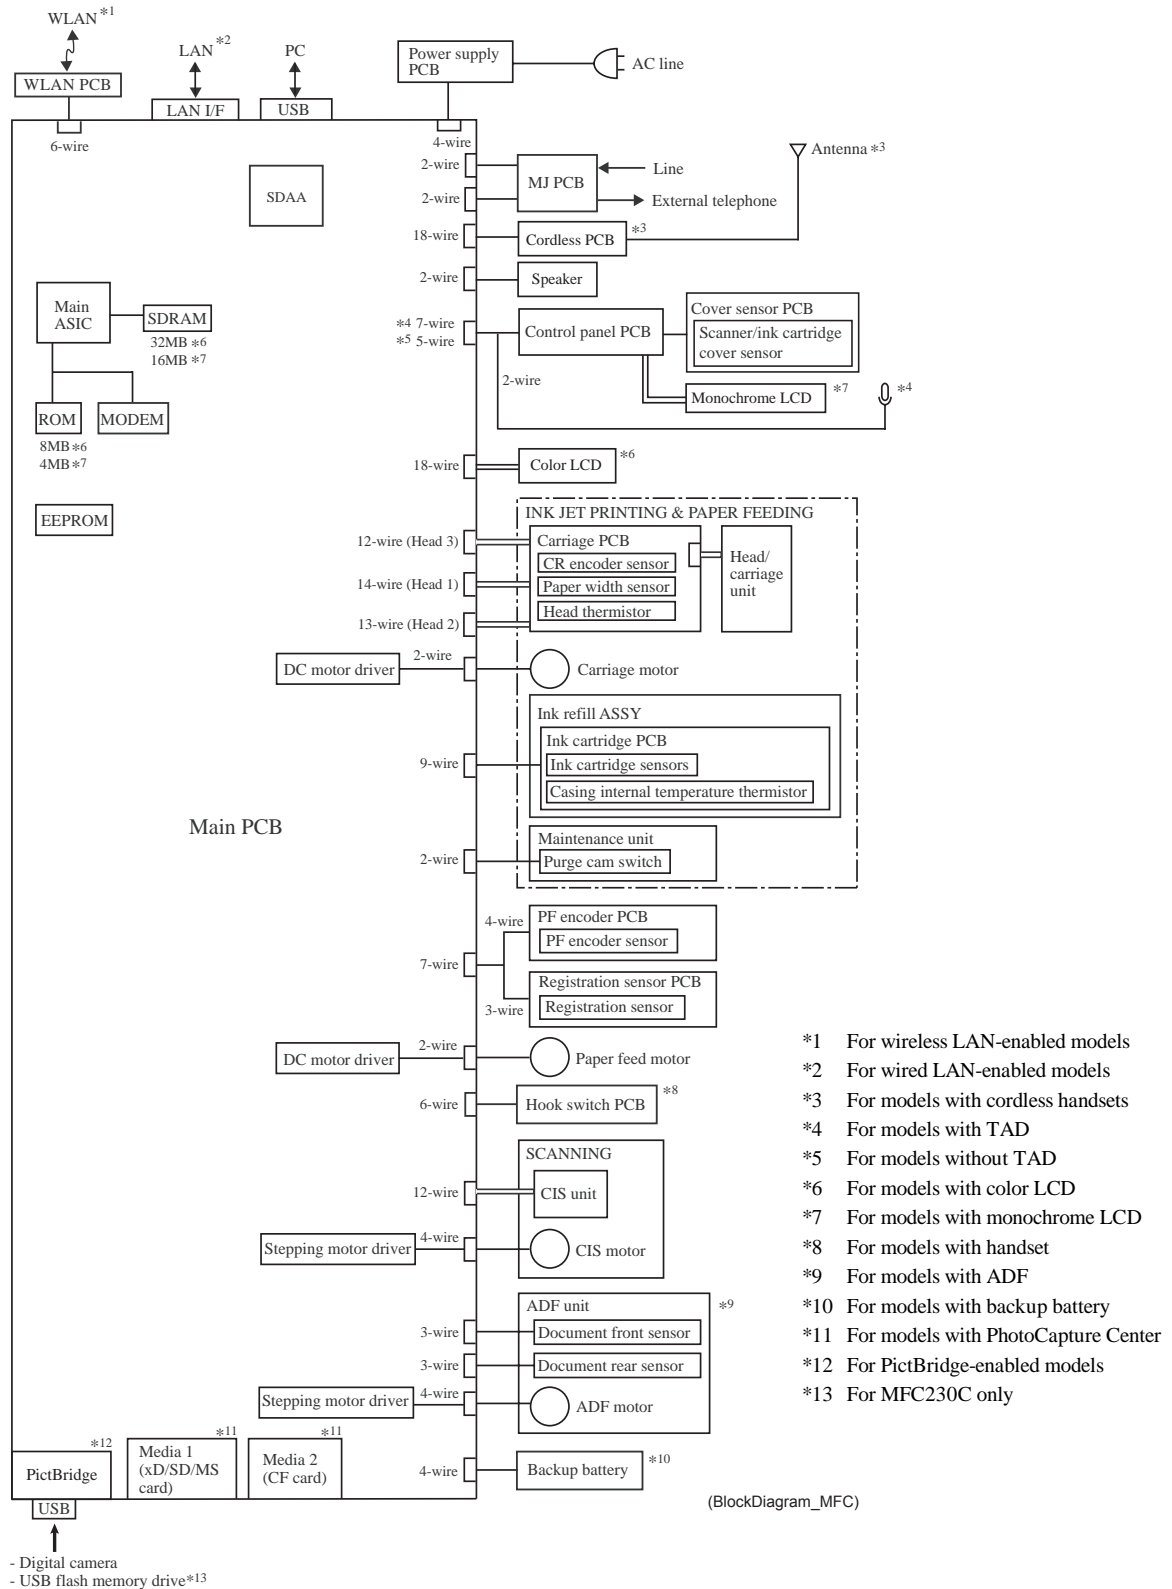 WLAN*1
LAN*2
PC
WLAN PCB
LAN I/F
USB
Power supply
PCB
AC line
6-wire
4-wire
2-wire
MJ PCB
Line
2-wire
External telephone
Antenna *3
SDAA
18-wire
Cordless PCB
*3
2-wire
Speaker
Main
ASIC
SDRAM
32MB *6
16MB *7
*4 7-wire
*5 5-wire
Control panel PCB
Cover sensor PCB
Scanner/ink cartridge
cover sensor
2-wire
Monochrome LCD
*7
*4
ROM
MODEM
8MB *6
4MB *7
18-wire
Color LCD
*6
EEPROM
INK JET PRINTING & PAPER FEEDING
12-wire (Head 3)
Carriage PCB
CR encoder sensor
14-wire (Head 1)
Paper width sensor
Head thermistor
13-wire (Head 2)
Head/
carriage
unit
DC motor driver
2-wire
Carriage motor
Ink refill ASSY
Ink cartridge PCB
9-wire
Ink cartridge sensors
Casing internal temperature thermistor
Main PCB
Maintenance unit
2-wire
Purge cam switch
4-wire
PF encoder PCB
PF encoder sensor
7-wire
Registration sensor PCB
3-wire
Registration sensor
DC motor driver
2-wire
Paper feed motor
6-wire
Hook switch PCB
*8
SCANNING
12-wire
CIS unit
Stepping motor driver
4-wire
CIS motor
ADF unit
*9
3-wire
Document front sensor
3-wire
Document rear sensor
Stepping motor driver
4-wire
ADF motor
*12
PictBridge
*11
Media 1
(xD/SD/MS
card)
*11
Media 2
(CF card)
4-wire
Backup battery
*10
USB
- Digital camera
- USB flash memory drive*13
*1 For wireless LAN-enabled models
*2 For wired LAN-enabled models
*3 For models with cordless handsets
*4 For models with TAD
*5 For models without TAD
*6 For models with color LCD
*7 For models with monochrome LCD
*8 For models with handset
*9 For models with ADF
*10 For models with backup battery
*11 For models with PhotoCapture Center
*12 For PictBridge-enabled models
*13 For MFC230C only
(BlockDiagram_MFC)